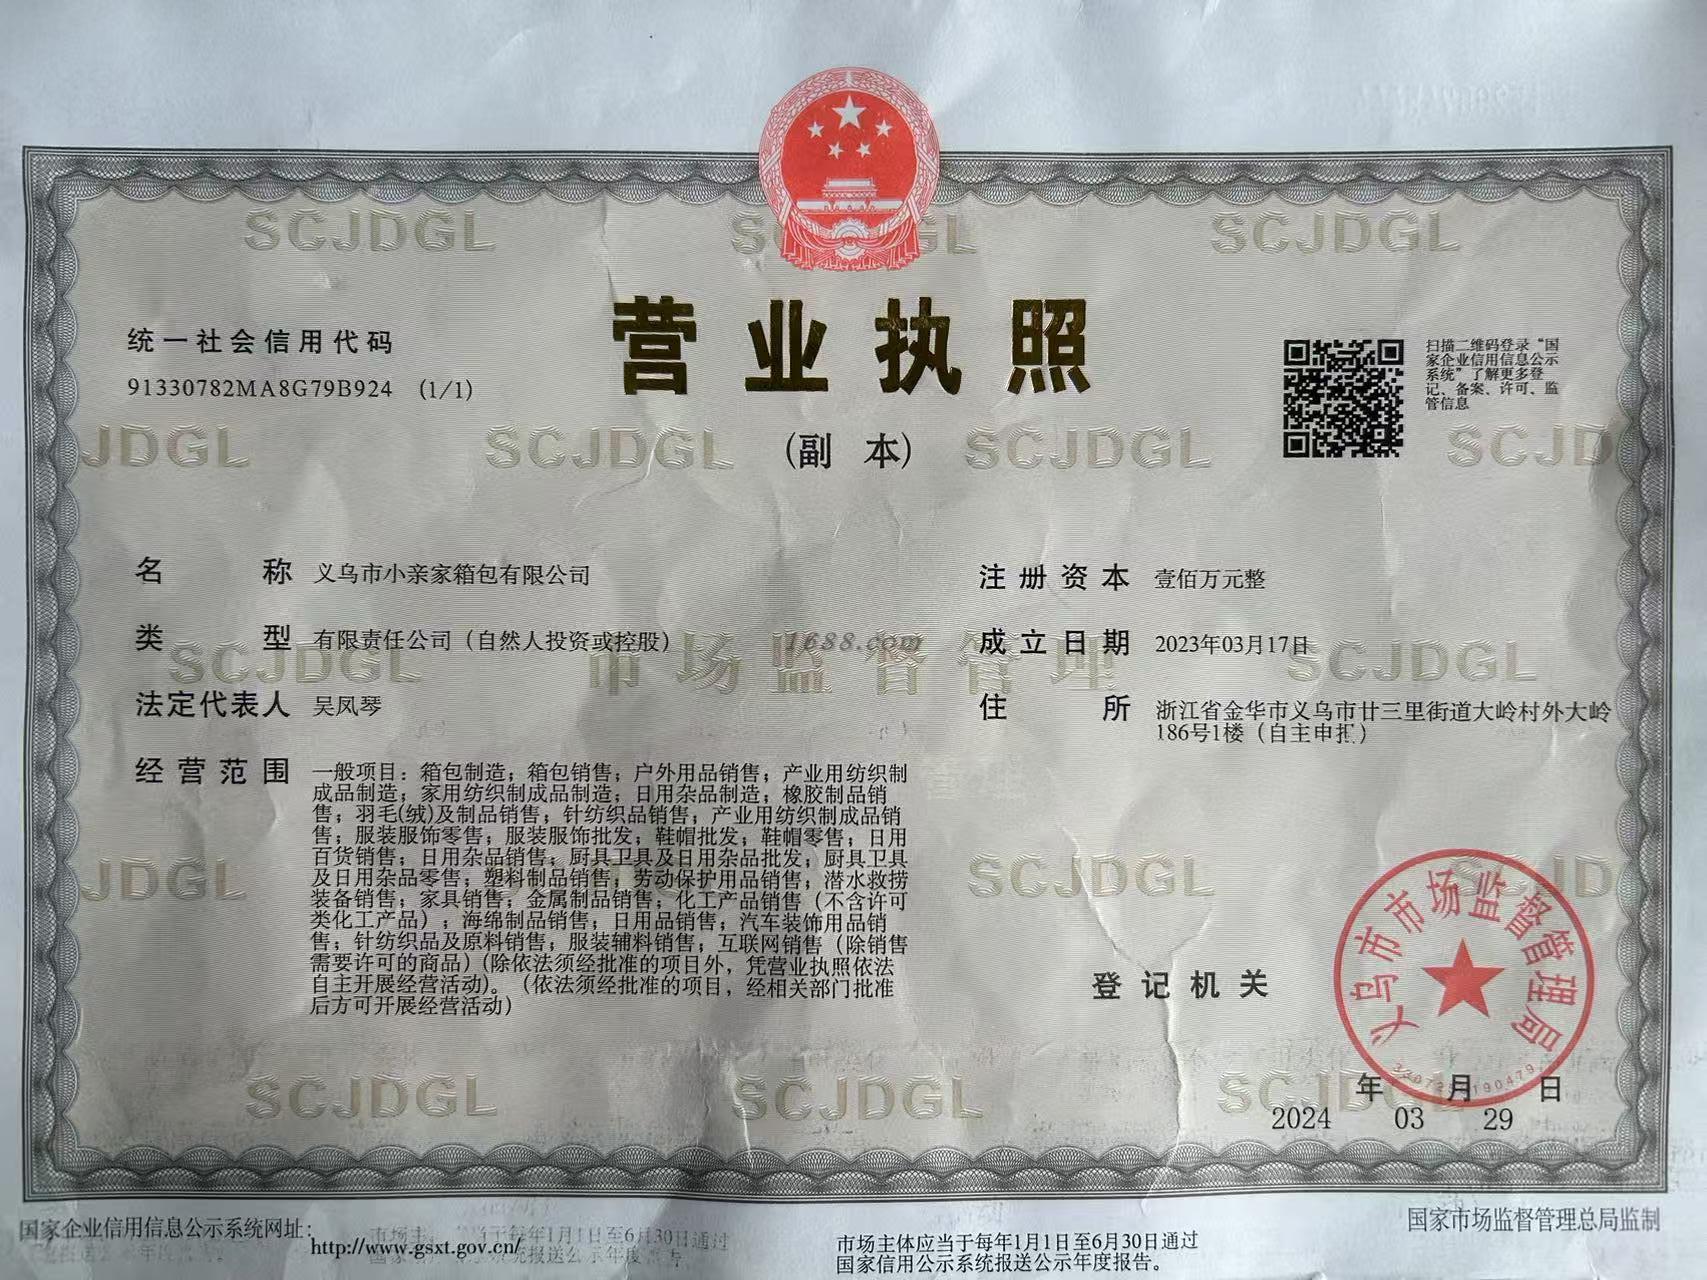 SCJDGL SCJDGL
营业执照
(副 本)
统一社会信用代码
91330782MA8G79B924 (1/1)
扫描二维码登录“国
家企业信用信息公示
系统”了解更多登
记、备案、许可、监
管信息
JDGL SCJDGL SCJDGL SCJD
名 称 义乌市小亲家箱包有限公司
类 型 有限责任公司（自然人投资或控股）
法定代表人 吴凤琴
经营范围 一般项目：箱包制造；箱包销售；户外用品销售；产业用纺织制
成品制造；家用纺织制成品制造；日用杂品制造；橡胶制品销
售；羽毛(绒)及制品销售；针纺织品销售；产业用纺织制成品销
售；服装服饰零售；服装服饰批发；鞋帽批发；鞋帽零售；日用
百货销售；日用杂品销售；厨具卫具及日用杂品批发；厨具卫具
及日用杂品零售；塑料制品销售；劳动保护用品销售；潜水救捞
装备销售；家具销售；金属制品销售；化工产品销售（不含许可
类化工产品）；海绵制品销售；日用品销售；汽车装饰用品销
售；针纺织品及原料销售；服装辅料销售；互联网销售（除销售
需要许可的商品）(除依法须经批准的项目外，凭营业执照依法
自主开展经营活动)。（依法须经批准的项目，经相关部门批准
后方可开展经营活动）
注册资本 壹佰万元整
成立日期 2023年03月17日
住 所 浙江省金华市义乌市廿三里街道大岭村外大岭
186号1楼（自主申报）
1688.com
SCJDGL 市场监督管理 SCJDGL
JDGL SCJDGL SCJD
登记机关
义乌市市场监督管理局
年 月 日
2024 03 29
SCJDGL SCJDGL SCJDGL
国家企业信用信息公示系统网址：
http://www.gsxt.gov.cn/
市场主体应当于每年1月1日至6月30日通过
国家信用公示系统报送公示年度报告。
国家市场监督管理总局监制